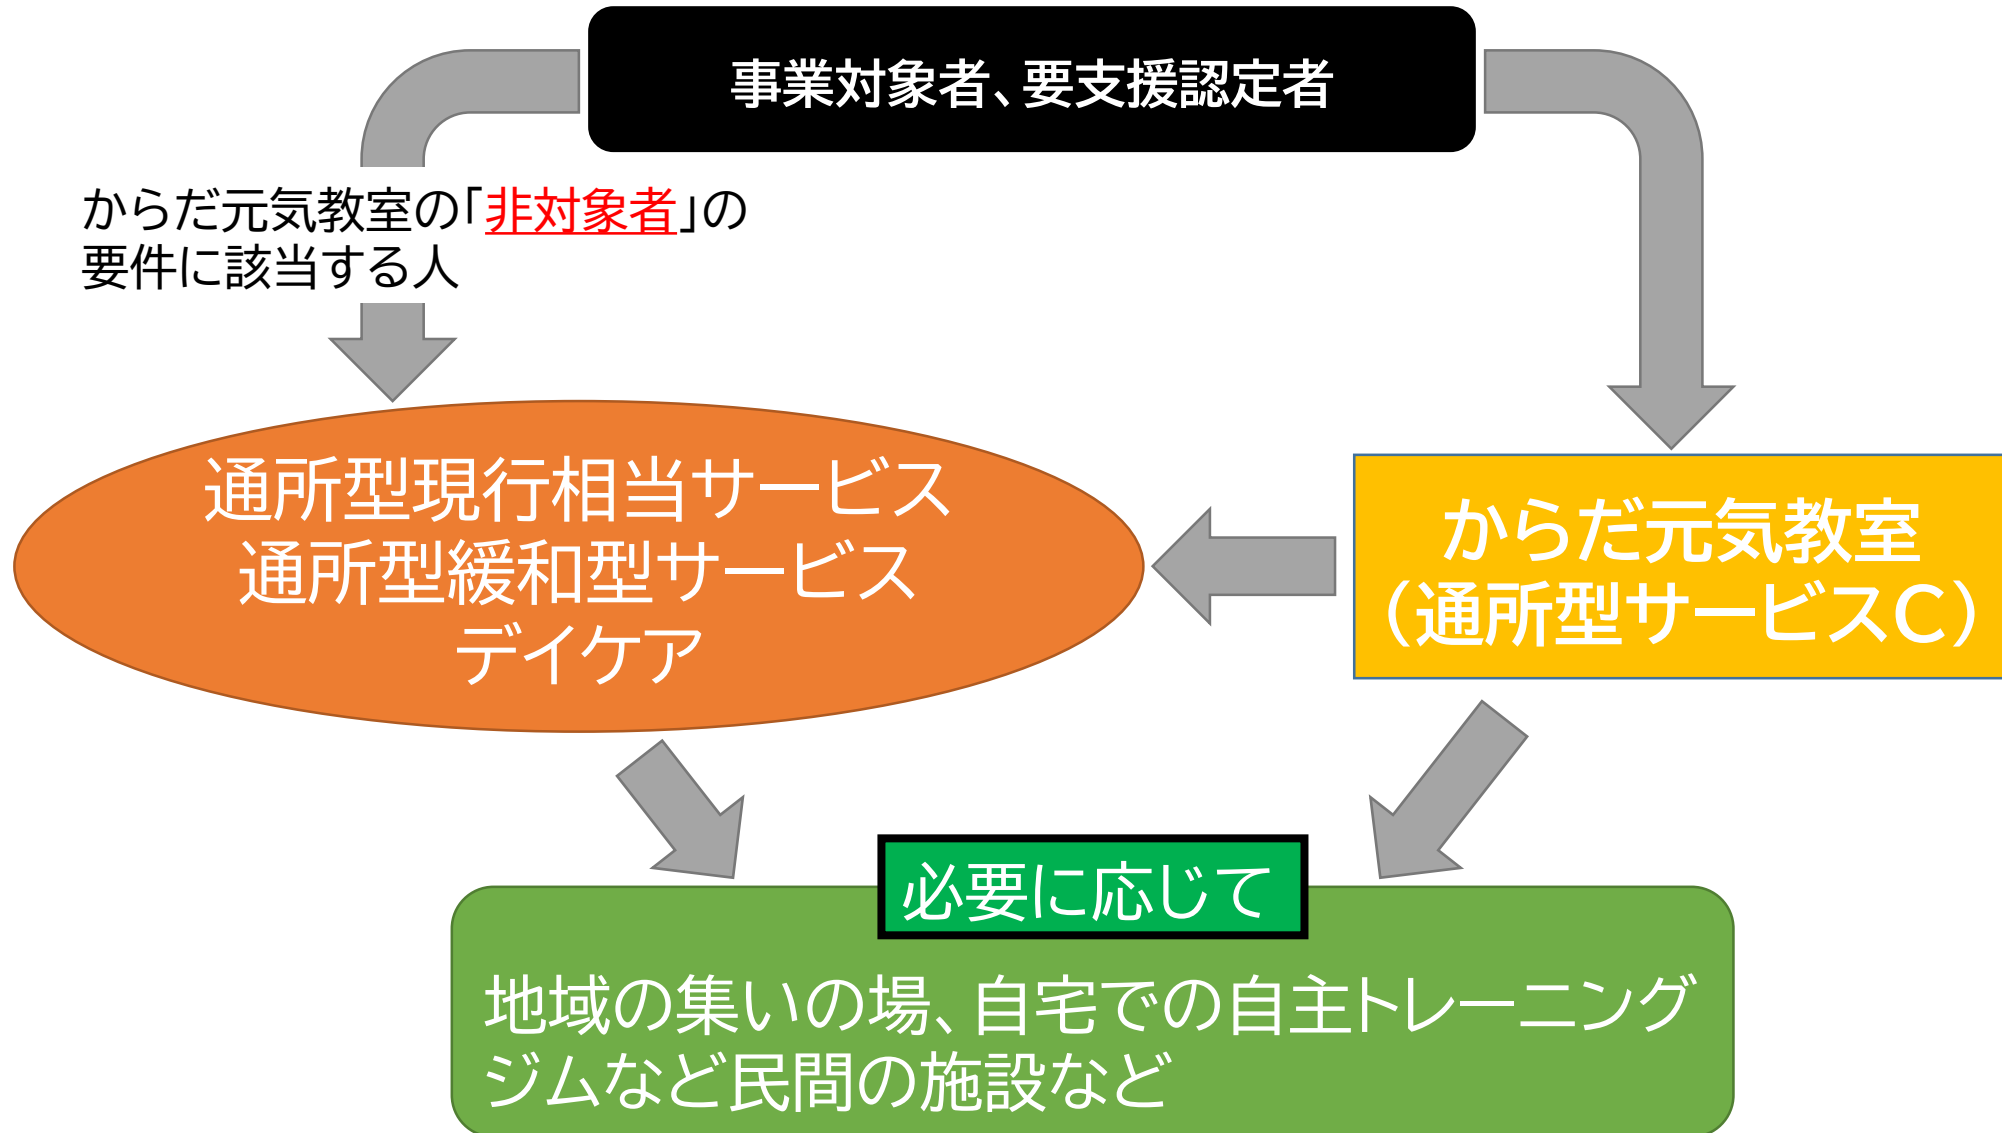 事業対象者、要支援認定者
からだ元気教室の「非対象者」の
要件に該当する人
通所型現行相当サービス
通所型緩和型サービス
デイケア
からだ元気教室
（通所型サービスC）
必要に応じて
地域の集いの場、自宅での自主トレーニング
ジムなど民間の施設など